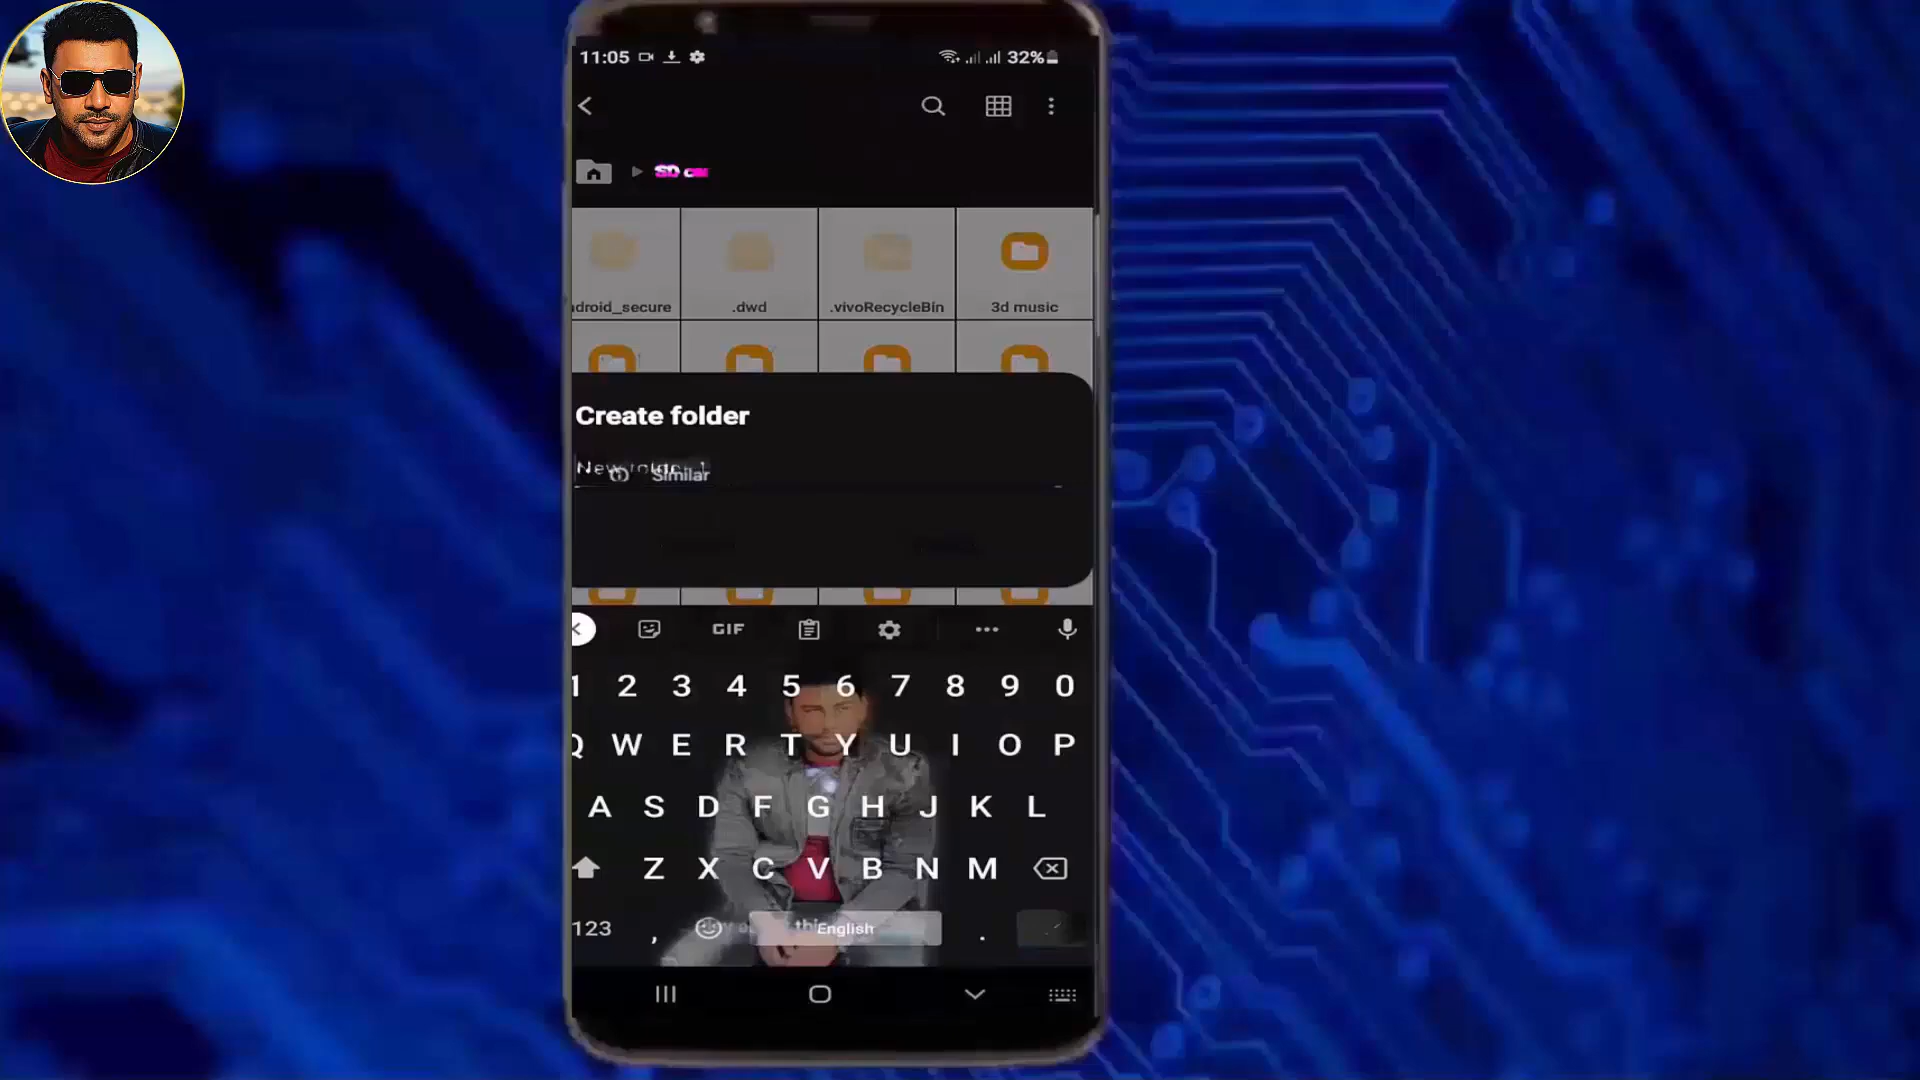 11:05 32%
SD
.dwd .vivoRecycleBin 3d music
Create folder
Similar
GIF
1 2 3 4 5 6 7 8 9 0
Q W E R T Y U I O P
A S D F G H J K L
Z X C V B N M
123 , English .